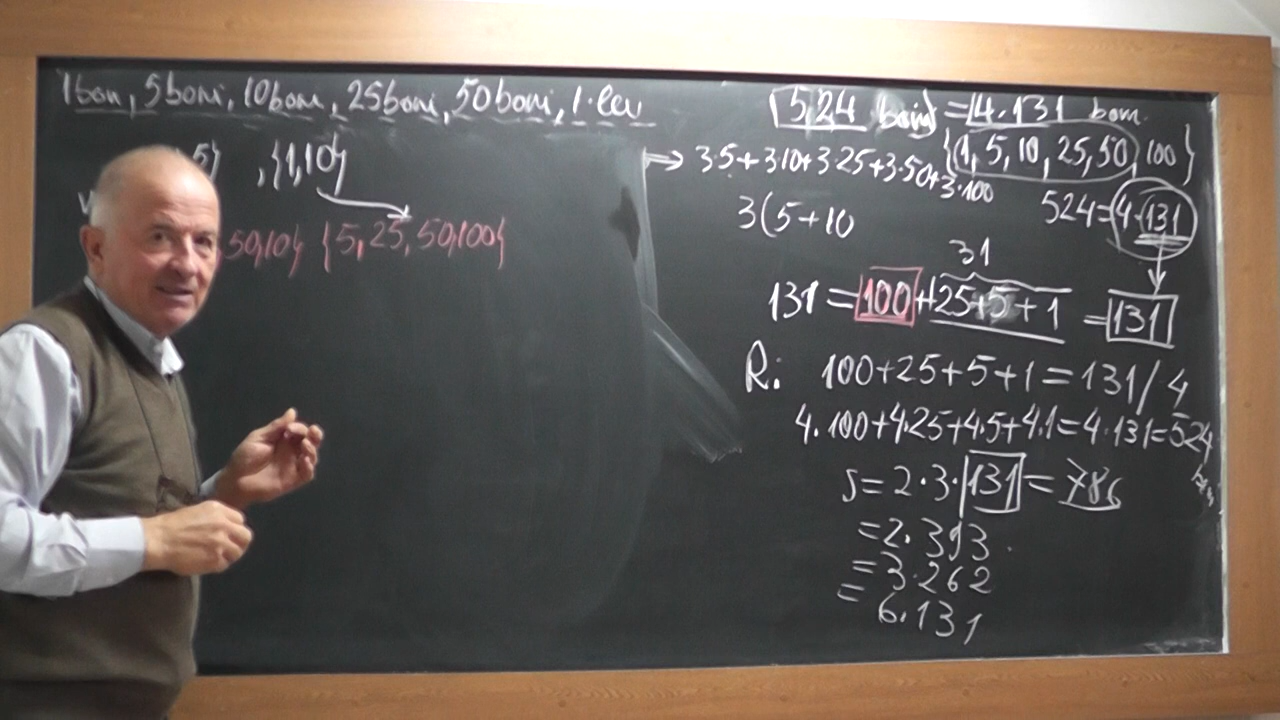 1ban, 5bani, 10bani, 25bani, 50bani, 1 leu
5} , {1,10}
50,10} {5, 25, 50,100}
524 bani = 4·131 bani
⇒ 3·5+3·10+3·25+3·50+3·100
{1, 5, 10, 25, 50, 100}
3(5+10
524=4·131
31
131 = 100+25+5+1 = 131
R: 100+25+5+1=131/4
4·100+4·25+4·5+4·1=4·131=524
bani
S= 2·3·131 = 786
=2·393
=3·262
= 6·131